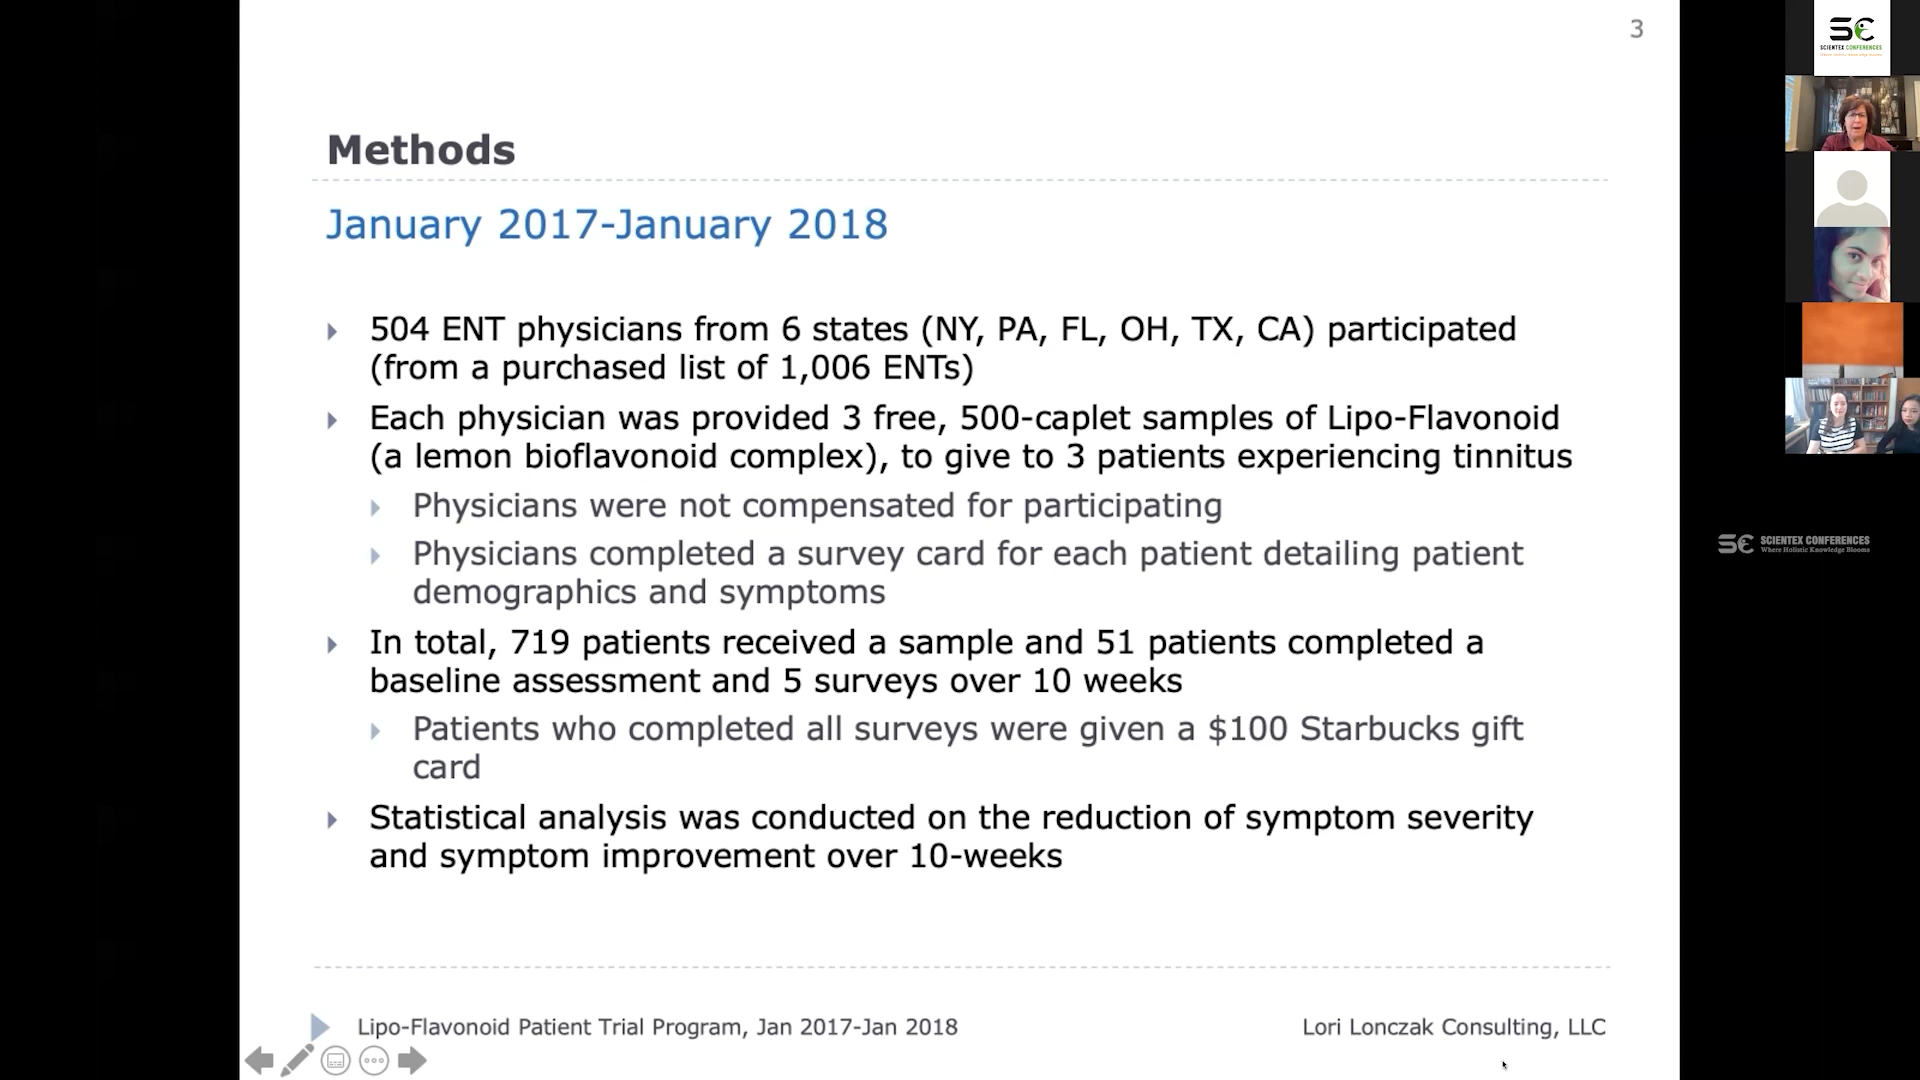 3
Methods
January 2017-January 2018
504 ENT physicians from 6 states (NY, PA, FL, OH, TX, CA) participated
(from a purchased list of 1,006 ENTs)
Each physician was provided 3 free, 500-caplet samples of Lipo-Flavonoid
(a lemon bioflavonoid complex), to give to 3 patients experiencing tinnitus
Physicians were not compensated for participating
Physicians completed a survey card for each patient detailing patient
demographics and symptoms
In total, 719 patients received a sample and 51 patients completed a
baseline assessment and 5 surveys over 10 weeks
Patients who completed all surveys were given a $100 Starbucks gift
card
Statistical analysis was conducted on the reduction of symptom severity
and symptom improvement over 10-weeks
Lipo-Flavonoid Patient Trial Program, Jan 2017-Jan 2018
Lori Lonczak Consulting, LLC
SC
SCIENTEX CONFERENCES
SC SCIENTEX CONFERENCES
Where Holistic Knowledge Blooms